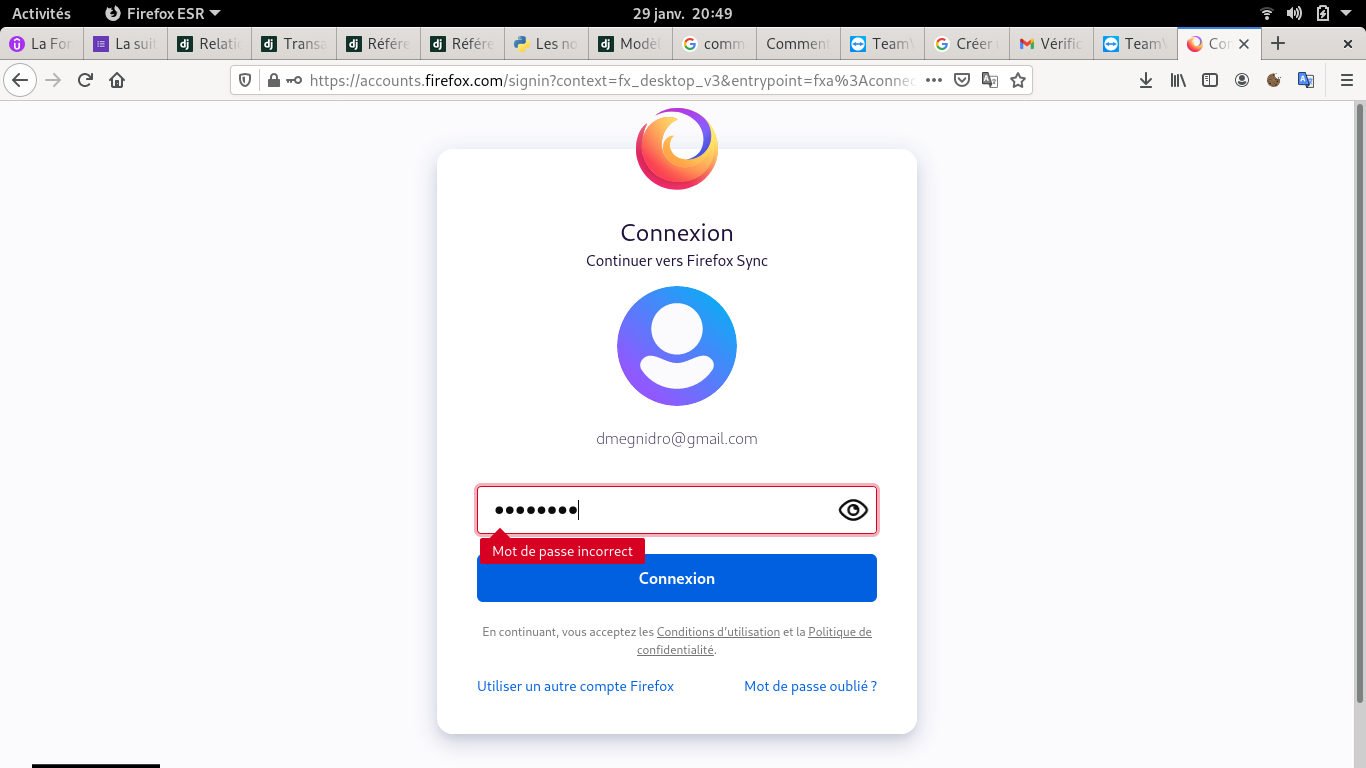 Activités Firefox ESR 29 janv. 20:49
La For La suit Relati Transa Référe Référe Les no Modèl comm Comment Team Créer Vérific Team Cor
https://accounts.firefox.com/signin?context=fx_desktop_v3&entrypoint=fxa%3Aconnec
Connexion
Continuer vers Firefox Sync
dmegnidro@gmail.com
••••••••
Mot de passe incorrect
Connexion
En continuant, vous acceptez les Conditions d'utilisation et la Politique de
confidentialité.
Utiliser un autre compte Firefox Mot de passe oublié ?